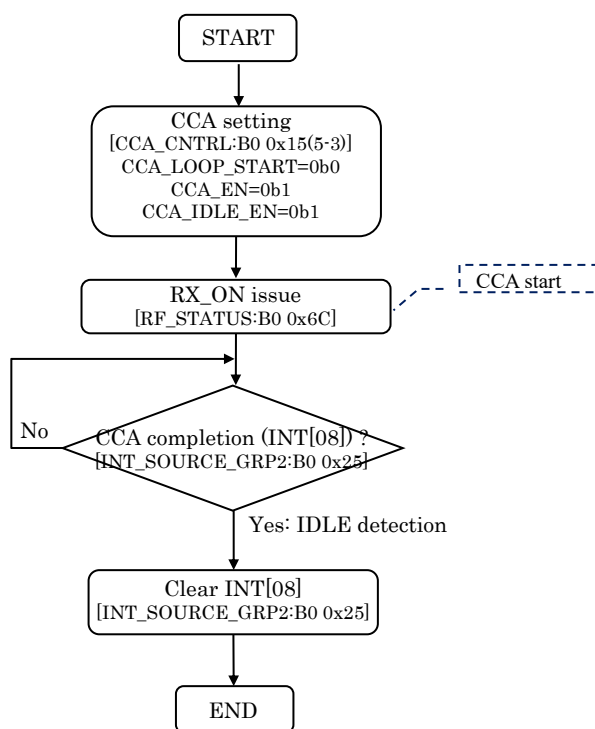 START
CCA setting
[CCA_CNTRL:B0 0x15(5-3)]
CCA_LOOP_START=0b0
CCA_EN=0b1
CCA_IDLE_EN=0b1
RX_ON issue
[RF_STATUS:B0 0x6C]
CCA start
No
CCA completion (INT[08]) ?
[INT_SOURCE_GRP2:B0 0x25]
Yes: IDLE detection
Clear INT[08]
[INT_SOURCE_GRP2:B0 0x25]
END